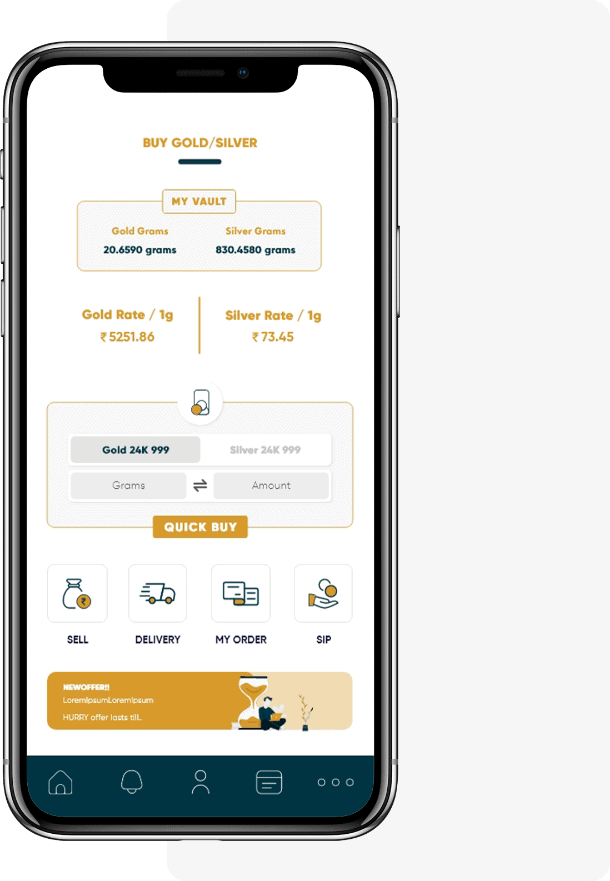 BUY GOLD/SILVER
MY VAULT
Gold Grams Silver Grams
20.6590 grams 830.4580 grams
Gold Rate / 1g Silver Rate / 1g
₹ 5251.86 ₹ 73.45
Gold 24K 999 Silver 24K 999
Grams Amount
QUICK BUY
₹
SELL DELIVERY MY ORDER SIP
NEWOFFER!!
LoremIpsumLoremIpsum
HURRY offer lasts till..